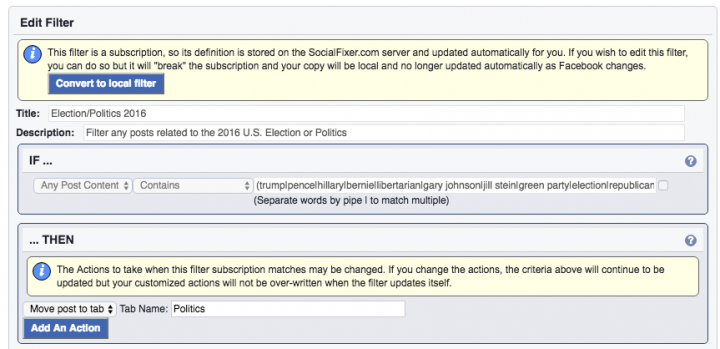 Edit Filter
This filter is a subscription, so its definition is stored on the SocialFixer.com server and updated automatically for you. If you wish to edit this filter,
you can do so but it will "break" the subscription and your copy will be local and no longer updated automatically as Facebook changes.
Convert to local filter
Title: Election/Politics 2016
Description: Filter any posts related to the 2016 U.S. Election or Politics
IF ...
Any Post Content Contains (trump|pence|hillary|bernie|libertarian|gary johnson|jill stein|green party|election|republican
(Separate words by pipe | to match multiple)
... THEN
The Actions to take when this filter subscription matches may be changed. If you change the actions, the criteria above will continue to be
updated but your customized actions will not be over-written when the filter updates itself.
Move post to tab Tab Name: Politics
Add An Action